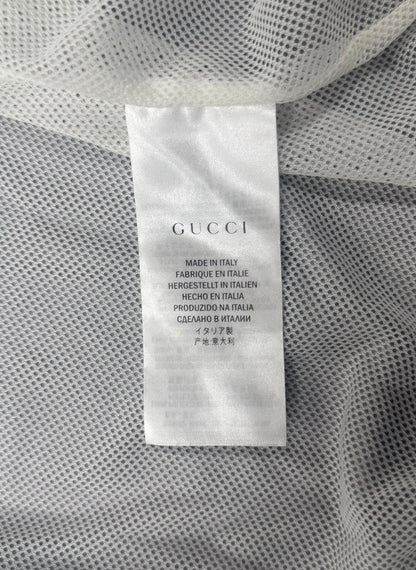 GUCCI
MADE IN ITALY
FABRIQUE EN ITALIE
HERGESTELLT IN ITALIEN
HECHO EN ITALIA
PRODUZIDO NA ITALIA
СДЕЛАНО В ИТАЛИИ
イタリア製
产地:意大利